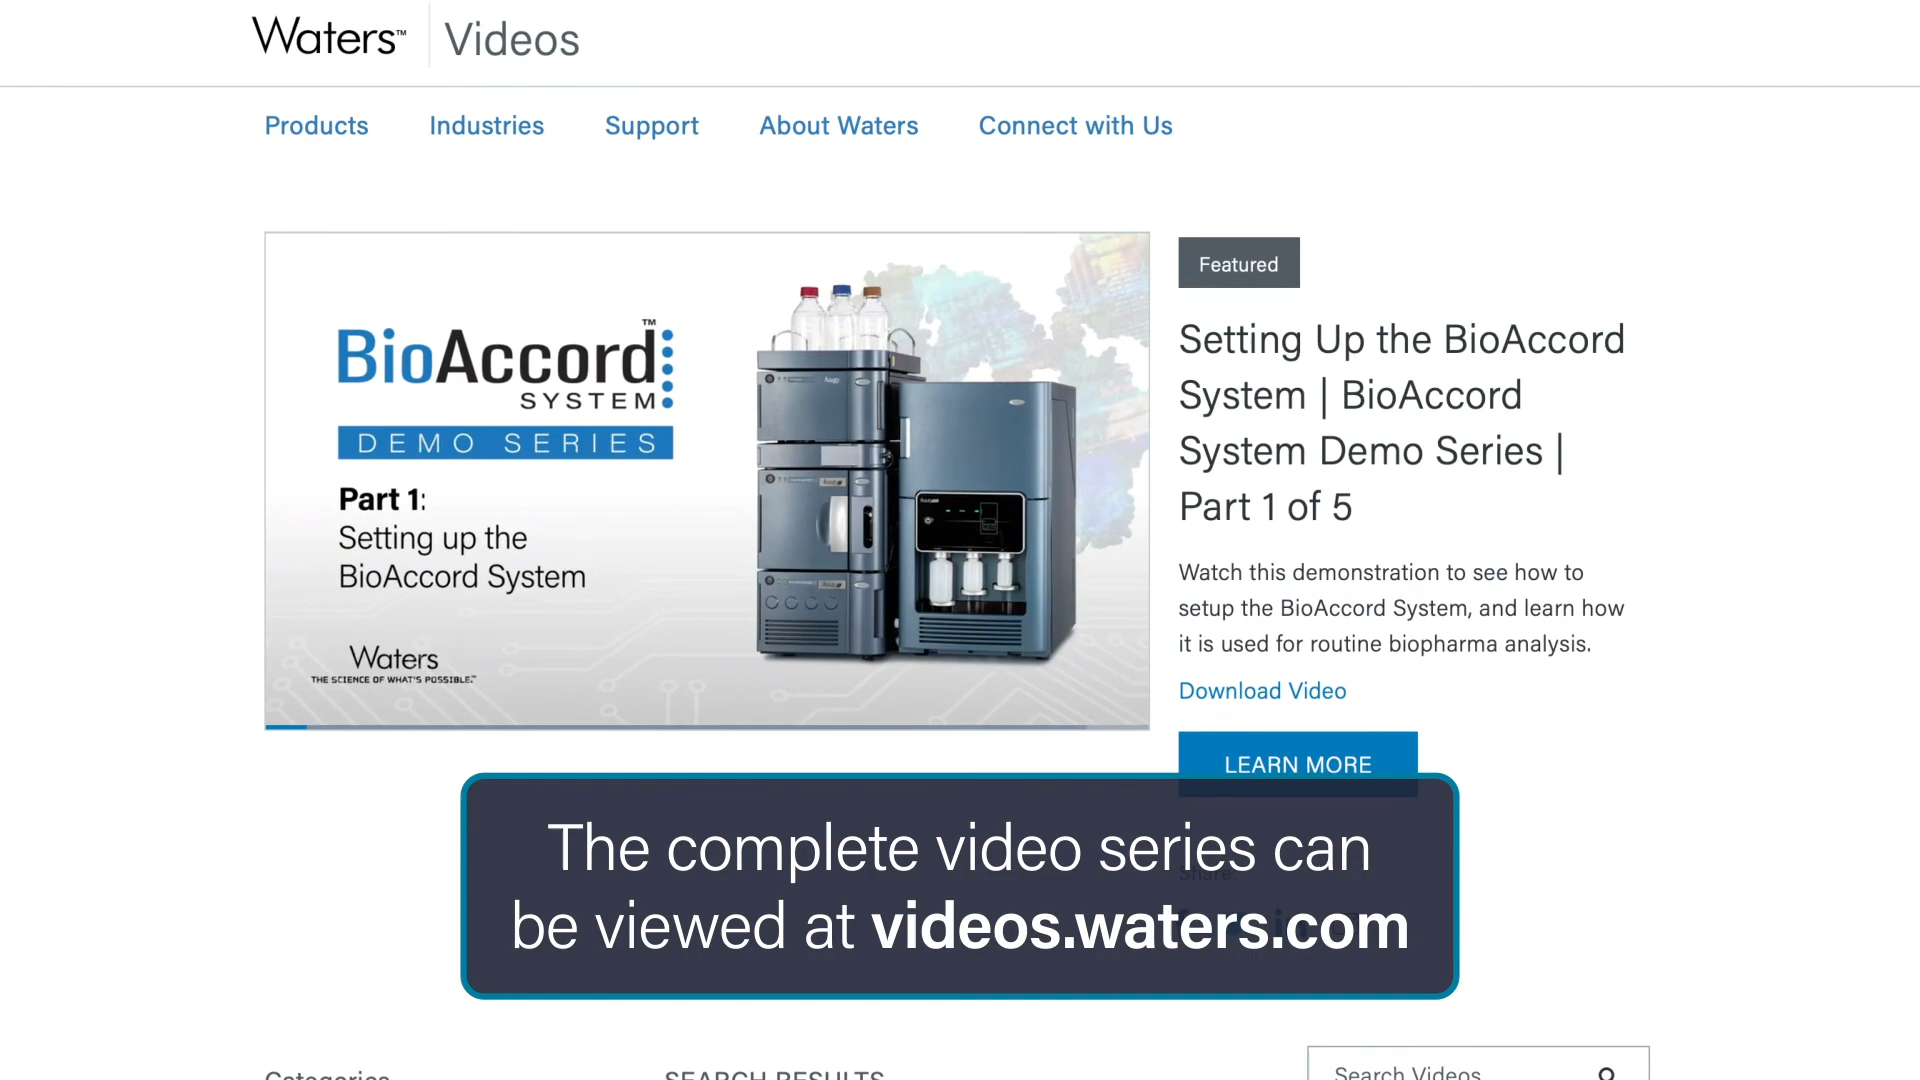 Waters™ Videos
Products Industries Support About Waters Connect with Us
BioAccord™
SYSTEM
DEMO SERIES
Part 1:
Setting up the
BioAccord System
Waters
THE SCIENCE OF WHAT'S POSSIBLE.™
Featured
Setting Up the BioAccord
System | BioAccord
System Demo Series |
Part 1 of 5
Watch this demonstration to see how to
setup the BioAccord System, and learn how
it is used for routine biopharma analysis.
Download Video
LEARN MORE
Share:
The complete video series can
be viewed at videos.waters.com
Categories
SEARCH RESULTS
Search Videos